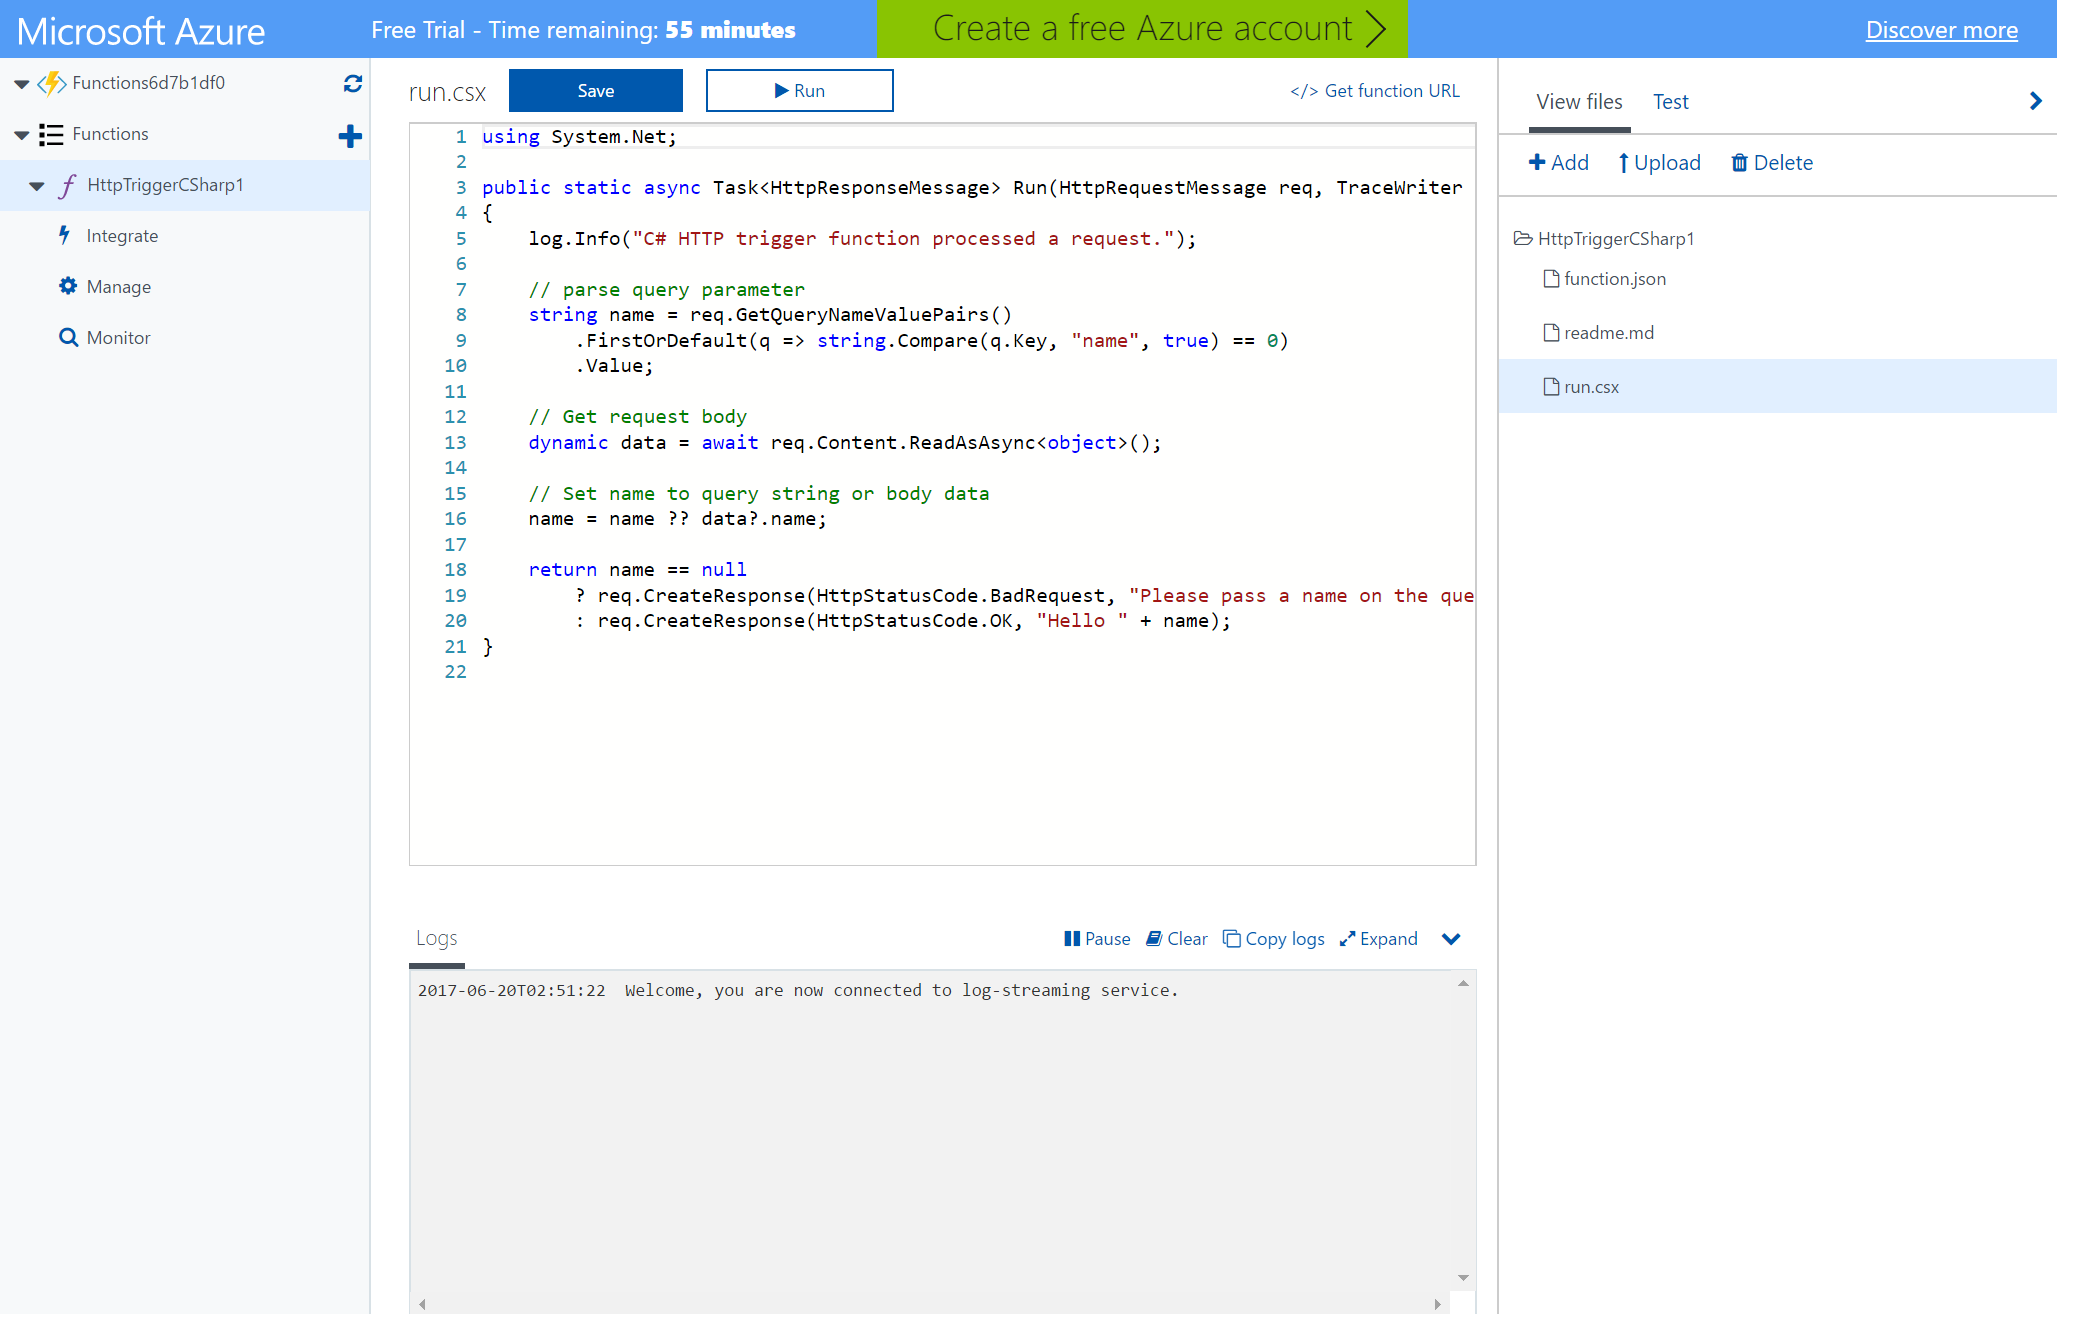 Microsoft Azure
Free Trial - Time remaining: 55 minutes
Create a free Azure account
Discover more
Functions6d7b1df0
Functions
HttpTriggerCSharp1
Integrate
Manage
Monitor
run.csx
Save
Run
</> Get function URL
1 using System.Net;
2
3 public static async Task<HttpResponseMessage> Run(HttpRequestMessage req, TraceWriter
4 {
5     log.Info("C# HTTP trigger function processed a request.");
6
7     // parse query parameter
8     string name = req.GetQueryNameValuePairs()
9         .FirstOrDefault(q => string.Compare(q.Key, "name", true) == 0)
10         .Value;
11
12     // Get request body
13     dynamic data = await req.Content.ReadAsAsync<object>();
14
15     // Set name to query string or body data
16     name = name ?? data?.name;
17
18     return name == null
19         ? req.CreateResponse(HttpStatusCode.BadRequest, "Please pass a name on the que
20         : req.CreateResponse(HttpStatusCode.OK, "Hello " + name);
21 }
22
Logs
Pause Clear Copy logs Expand
2017-06-20T02:51:22  Welcome, you are now connected to log-streaming service.
View files Test
Add Upload Delete
HttpTriggerCSharp1
function.json
readme.md
run.csx